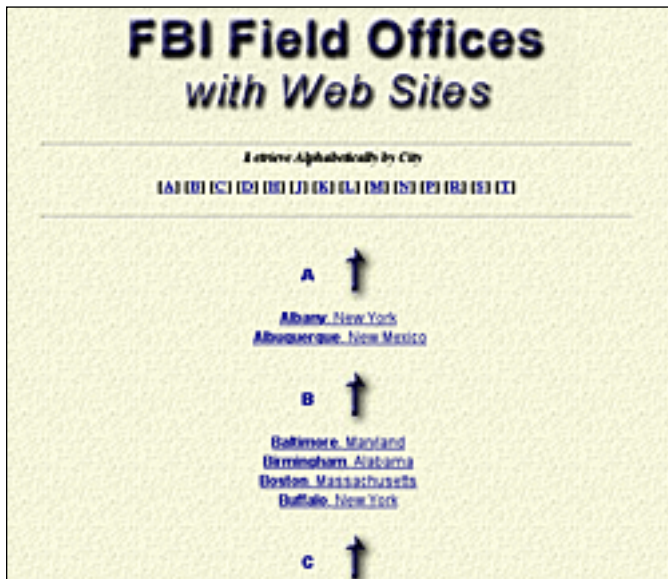 FBI Field Offices
with Web Sites
Retrieve Alphabetically by City
[A] [B] [C] [D] [H] [J] [K] [L] [M] [N] [P] [R] [S] [T]
A
Albany, New York
Albuquerque, New Mexico
B
Baltimore, Maryland
Birmingham, Alabama
Boston, Massachusetts
Buffalo, New York
C